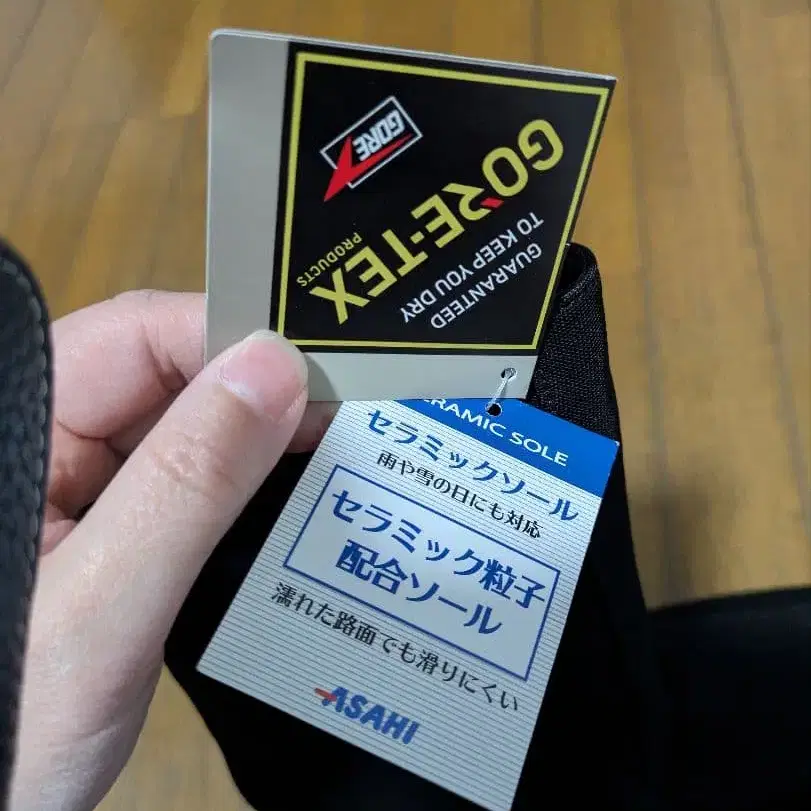 GORE
GORE-TEX
PRODUCTS
GUARANTEED
TO KEEP YOU DRY
CERAMIC SOLE
セラミックソール
雨や雪の日にも対応
セラミック粒子
配合ソール
濡れた路面でも滑りにくい
ASAHI